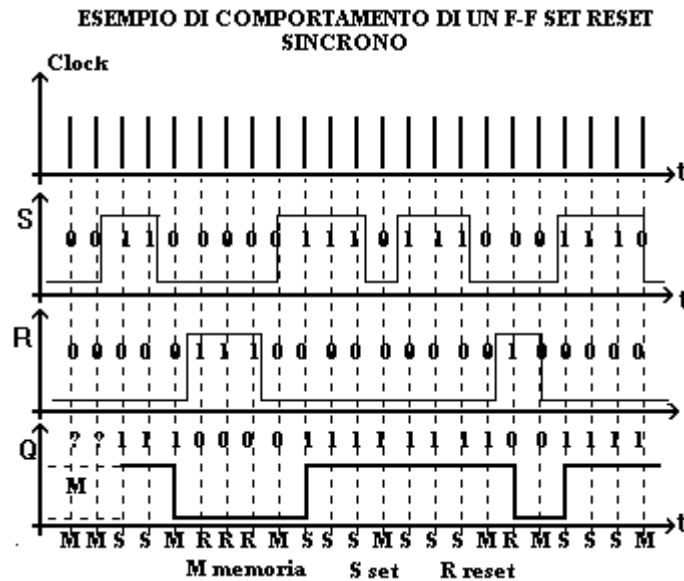 ESEMPIO DI COMPORTAMENTO DI UN F-F SET RESET
SINCRONO
Clock
t
S
0 0 1 1 0 0 0 0 0 1 1 1 0 1 1 1 0 0 0 1 1 1 0
t
R
0 0 0 0 0 1 1 1 0 0 0 0 0 0 0 0 0 1 0 0 0 0 0
Q
? ? 1 1 1 0 0 0 0 1 1 1 1 1 1 1 1 0 0 1 1 1 1
M
t
M M S S M R R R M S S S M S S S M R M S S S M
M memoria S set R reset